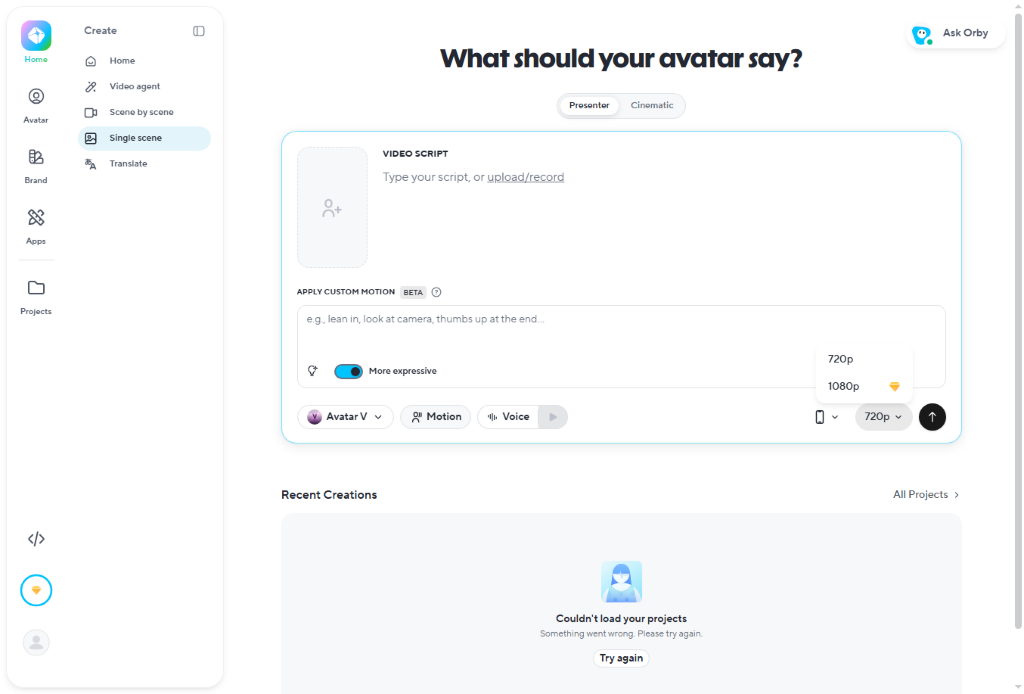 Home
Avatar
Brand
Apps
Projects
Create
Home
Video agent
Scene by scene
Single scene
Translate
Ask Orby
What should your avatar say?
Presenter
Cinematic
VIDEO SCRIPT
Type your script, or upload/record
APPLY CUSTOM MOTION BETA
e.g., lean in, look at camera, thumbs up at the end...
More expressive
720p
1080p
Avatar V
Motion
Voice
720p
Recent Creations
All Projects
Couldn't load your projects
Something went wrong. Please try again.
Try again